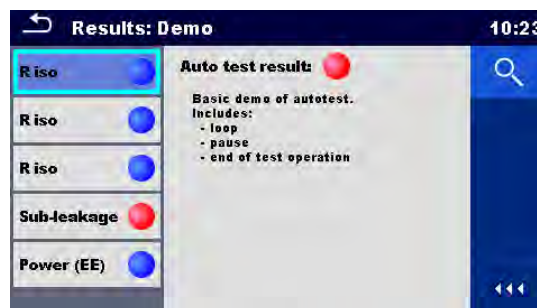 Results: Demo
10:23
R iso
R iso
R iso
Sub-leakage
Power (EE)
Auto test result:
Basic demo of autotest.
Includes:
- loop
- pause
- end of test operation